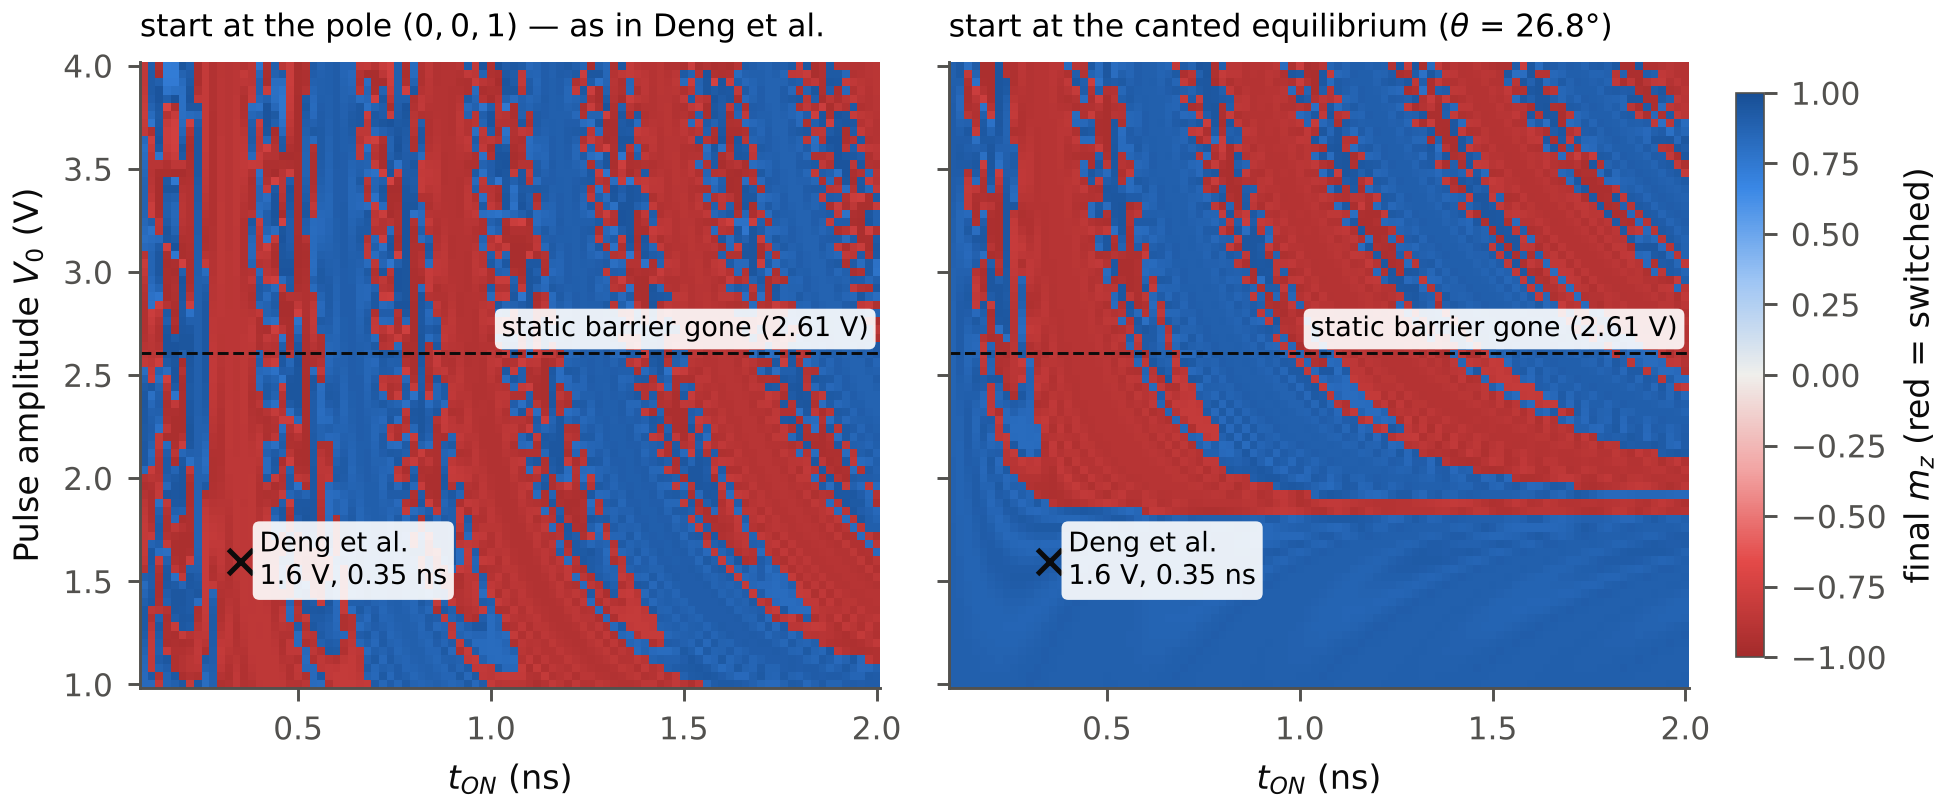 start at the pole (0, 0, 1) — as in Deng et al.
start at the canted equilibrium (θ = 26.8°)
Pulse amplitude V₀ (V)
4.0
3.5
3.0
2.5
2.0
1.5
1.0
static barrier gone (2.61 V)
Deng et al.
1.6 V, 0.35 ns
0.5
1.0
1.5
2.0
t_ON (ns)
static barrier gone (2.61 V)
Deng et al.
1.6 V, 0.35 ns
0.5
1.0
1.5
2.0
t_ON (ns)
1.00
0.75
0.50
0.25
0.00
−0.25
−0.50
−0.75
−1.00
final m_z (red = switched)